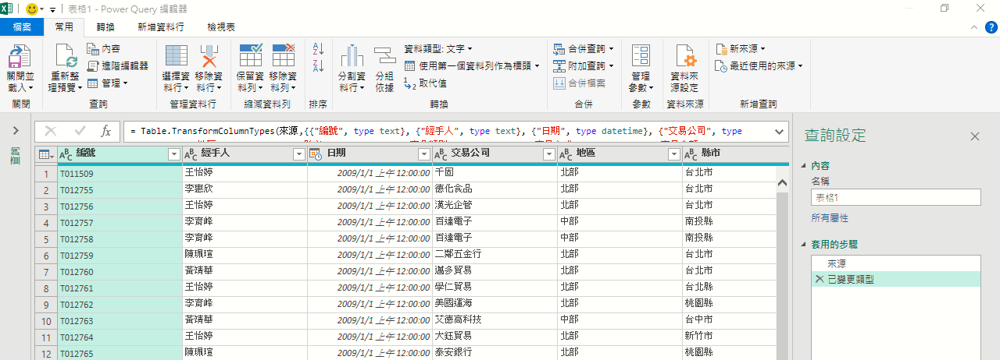 表格1 - Power Query 編輯器
檔案 常用 轉換 新增資料行 檢視表
關閉並載入 關閉
重新整理預覽 內容 進階編輯器 管理 查詢
選擇資料行 移除資料行 管理資料行
保留資料列 移除資料列 縮減資料列
排序
分割資料行 分組依據 資料類型: 文字 使用第一個資料列作為標頭 取代值 轉換
合併查詢 附加查詢 合併檔案 合併
管理參數 參數
資料來源設定 資料來源
新來源 最近使用的來源 新增查詢
fx = Table.TransformColumnTypes(來源,{{"編號", type text}, {"經手人", type text}, {"日期", type datetime}, {"交易公司", type
編號 經手人 日期 交易公司 地區 縣市
1 T011509 王怡婷 2009/1/1 上午 12:00:00 千固 北部 台北市
2 T012755 李惠欣 2009/1/1 上午 12:00:00 德化食品 北部 台北市
3 T012756 王怡婷 2009/1/1 上午 12:00:00 漢光企管 北部 台北市
4 T012757 李育峰 2009/1/1 上午 12:00:00 百達電子 中部 南投縣
5 T012758 李育峰 2009/1/1 上午 12:00:00 百達電子 中部 南投縣
6 T012759 陳珮瑄 2009/1/1 上午 12:00:00 二鄰五金行 北部 台北市
7 T012760 黃靖華 2009/1/1 上午 12:00:00 邁多貿易 北部 台北市
8 T012761 王怡婷 2009/1/1 上午 12:00:00 學仁貿易 北部 台北縣
9 T012762 李育峰 2009/1/1 上午 12:00:00 美國運海 北部 桃園縣
10 T012763 黃靖華 2009/1/1 上午 12:00:00 艾德高科技 中部 台中市
11 T012764 王怡婷 2009/1/1 上午 12:00:00 大鈺貿易 北部 新竹市
12 T012765 陳珮瑄 2009/1/1 上午 12:00:00 泰安銀行 北部 桃園縣
查詢設定
內容
名稱
表格1
所有屬性
套用的步驟
來源
已變更類型